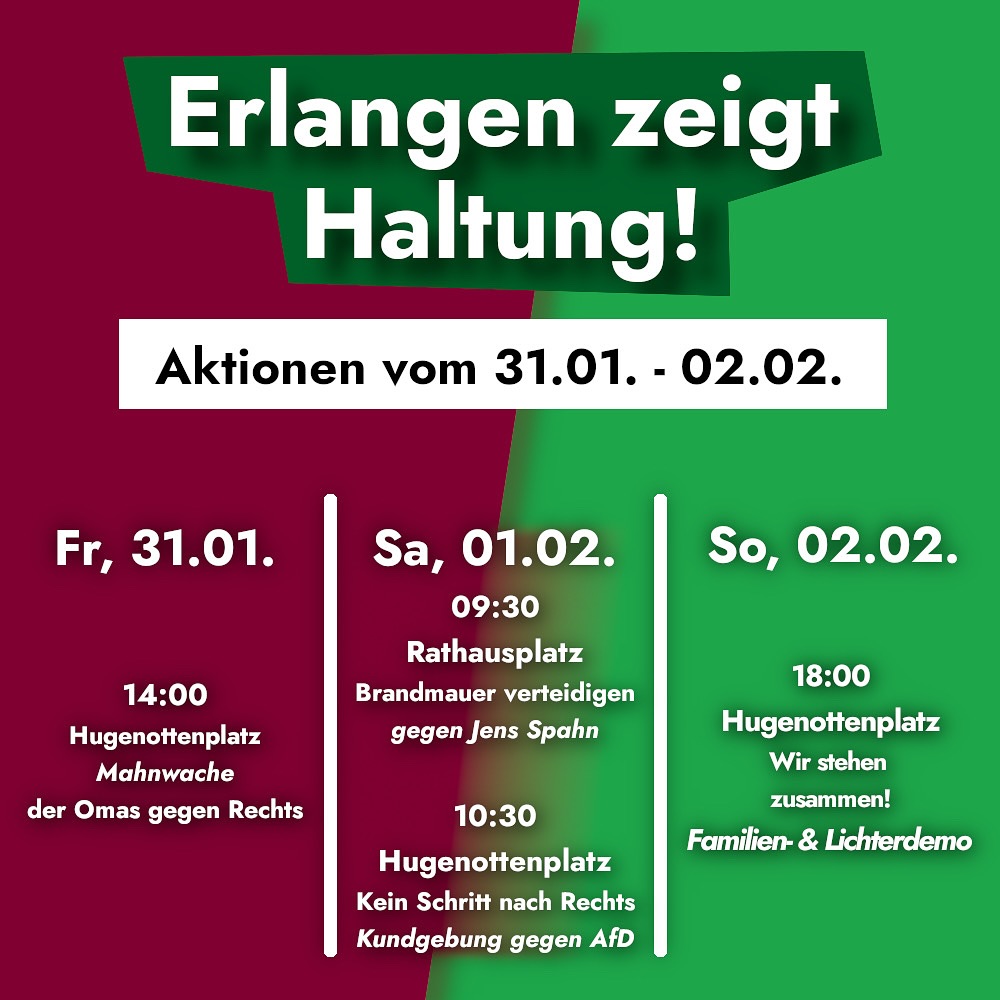 Erlangen zeigt
Haltung!
Aktionen vom 31.01. - 02.02.
Fr, 31.01.
14:00
Hugenottenplatz
Mahnwache
der Omas gegen Rechts
Sa, 01.02.
09:30
Rathausplatz
Brandmauer verteidigen
gegen Jens Spahn
10:30
Hugenottenplatz
Kein Schritt nach Rechts
Kundgebung gegen AfD
So, 02.02.
18:00
Hugenottenplatz
Wir stehen
zusammen!
Familien- & Lichterdemo